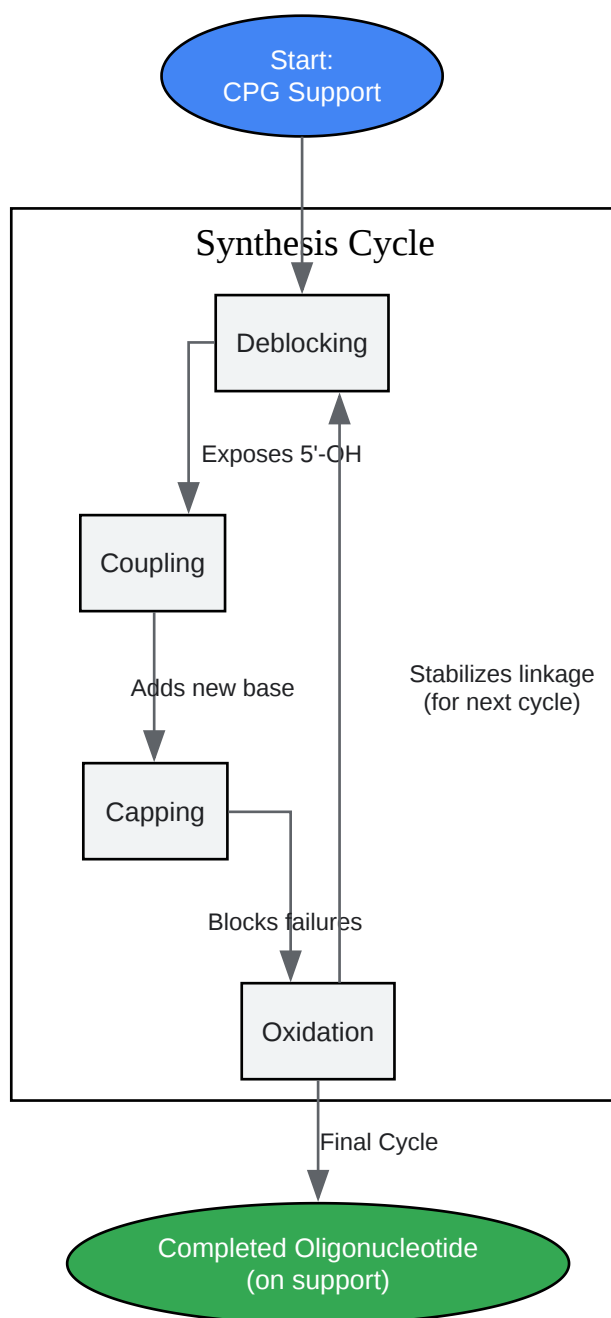 Start:
CPG Support
Synthesis Cycle
Deblocking
Exposes 5'-OH
Coupling
Adds new base
Stabilizes linkage
(for next cycle)
Capping
Blocks failures
Oxidation
Final Cycle
Completed Oligonucleotide
(on support)